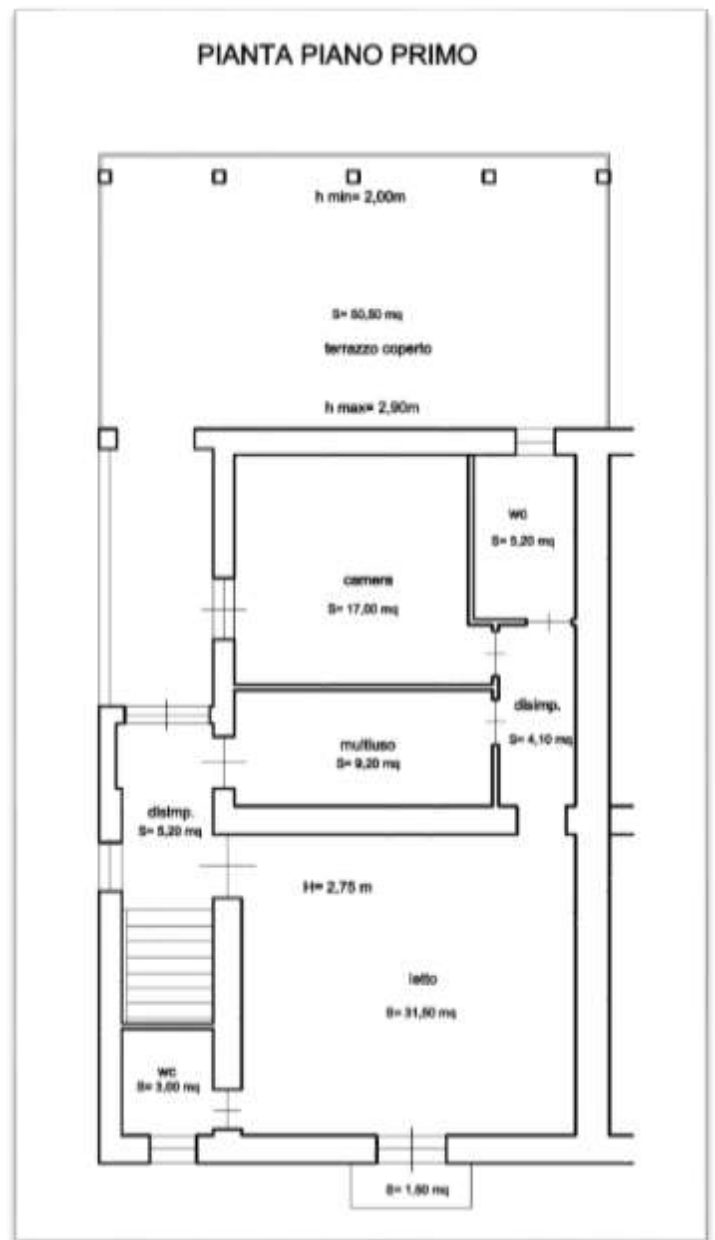 PIANTA PIANO PRIMO
h min= 2,00m
S= 50,50 mq
terrazzo coperto
h max= 2,90m
wc
S= 5,20 mq
camera
S= 17,00 mq
disimp.
S= 4,10 mq
multiuso
S= 9,20 mq
disimp.
S= 5,20 mq
H= 2,75 m
letto
S= 31,50 mq
wc
S= 3,00 mq
S= 1,50 mq